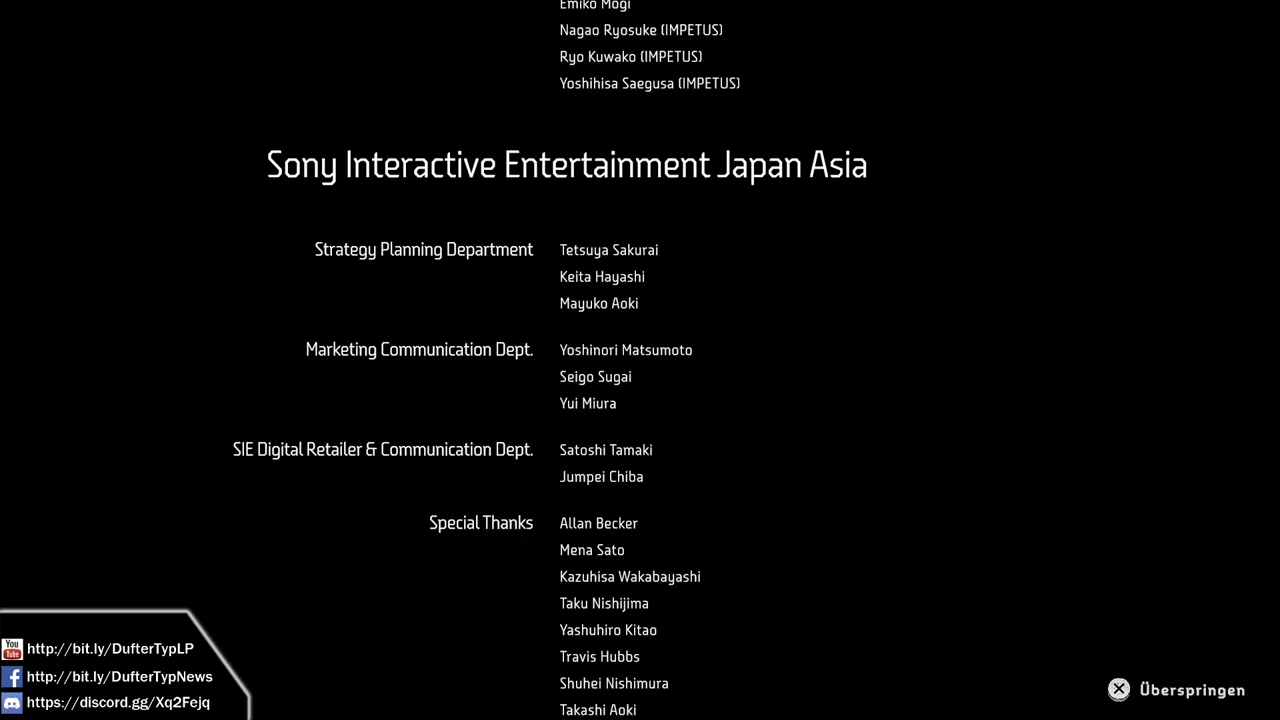 Emiko Mogi
Nagao Ryosuke (IMPETUS)
Ryo Kuwako (IMPETUS)
Yoshihisa Saegusa (IMPETUS)
Sony Interactive Entertainment Japan Asia
Strategy Planning Department Tetsuya Sakurai
Keita Hayashi
Mayuko Aoki
Marketing Communication Dept. Yoshinori Matsumoto
Seigo Sugai
Yui Miura
SIE Digital Retailer & Communication Dept. Satoshi Tamaki
Jumpei Chiba
Special Thanks Allan Becker
Mena Sato
Kazuhisa Wakabayashi
Taku Nishijima
Yashuhiro Kitao
Travis Hubbs
Shuhei Nishimura
Takashi Aoki
You Tube http://bit.ly/DufterTypLP
http://bit.ly/DufterTypNews
https://discord.gg/Xq2Fejq
Überspringen